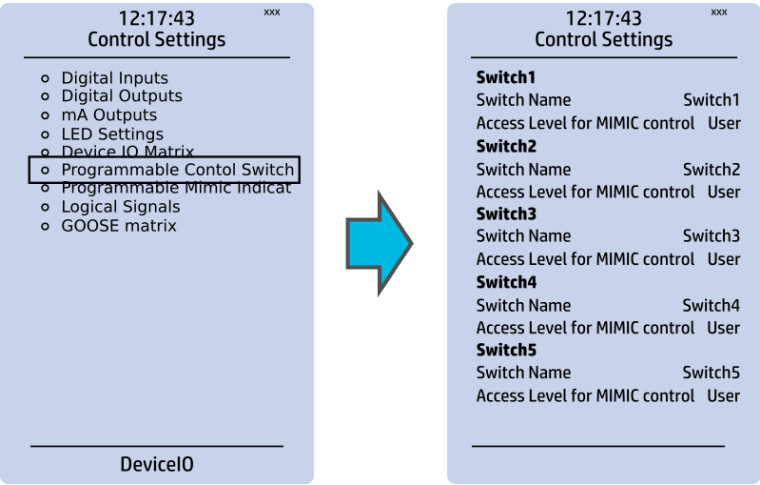 12:17:43
xxx
Control Settings
Digital Inputs
Digital Outputs
mA Outputs
LED Settings
Device IO Matrix
Programmable Contol Switch
Programmable Mimic Indicat
Logical Signals
GOOSE matrix
DeviceIO
12:17:43
xxx
Control Settings
Switch1
Switch Name Switch1
Access Level for MIMIC control User
Switch2
Switch Name Switch2
Access Level for MIMIC control User
Switch3
Switch Name Switch3
Access Level for MIMIC control User
Switch4
Switch Name Switch4
Access Level for MIMIC control User
Switch5
Switch Name Switch5
Access Level for MIMIC control User